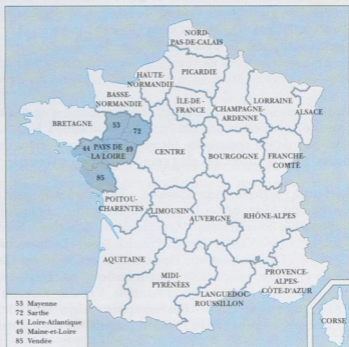 NORD-
PAS-DE-CALAIS
HAUTE-
NORMANDIE
PICARDIE
BASSE-
NORMANDIE
ÎLE-DE-
FRANCE
CHAMPAGNE-
ARDENNE
LORRAINE
ALSACE
BRETAGNE
53
72
44
PAYS DE
LA LOIRE
49
85
CENTRE
BOURGOGNE
FRANCHE-
COMTÉ
POITOU-
CHARENTES
LIMOUSIN
AUVERGNE
RHÔNE-ALPES
AQUITAINE
MIDI-
PYRÉNÉES
LANGUEDOC-
ROUSSILLON
PROVENCE-
ALPES-
CÔTE-D'AZUR
CORSE
53 Mayenne
72 Sarthe
44 Loire-Atlantique
49 Maine-et-Loire
85 Vendée